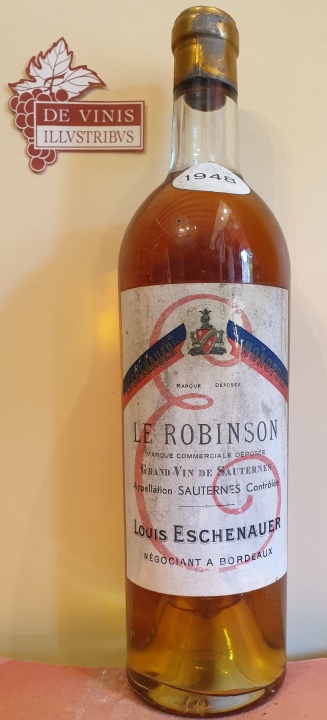 DE VINIS
ILLVSTRIBVS
1948
MARQUE DÉPOSÉE
LE ROBINSON
MARQUE COMMERCIALE DÉPOSÉE
GRAND VIN DE SAUTERNES
Appellation SAUTERNES Contrôlée
LOUIS ESCHENAUER
NÉGOCIANT A BORDEAUX